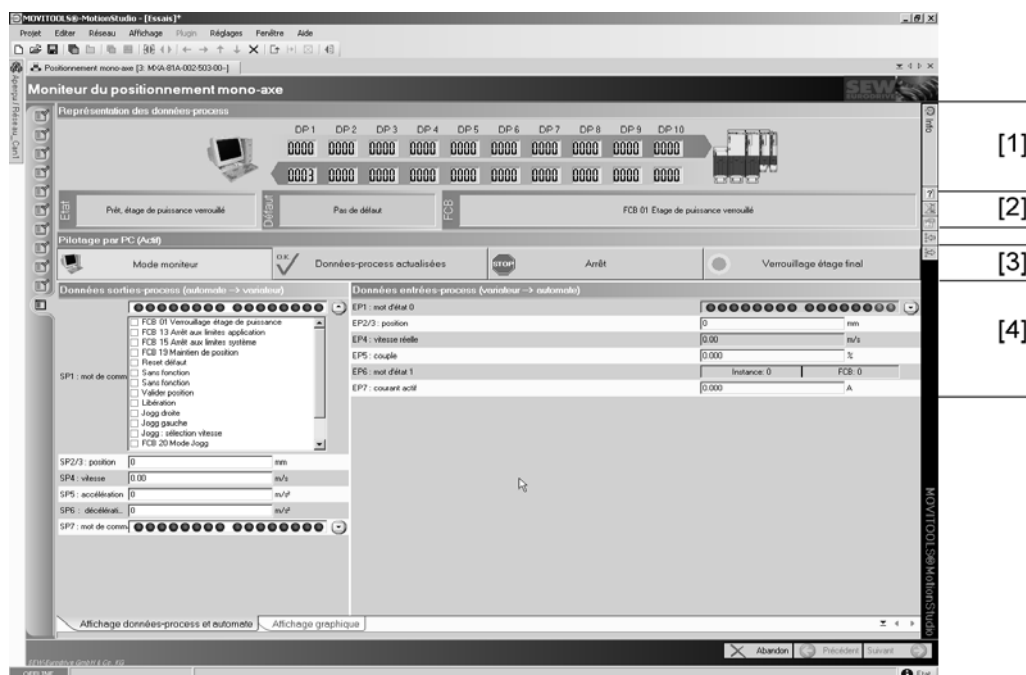 MOVITOOLS®-MotionStudio - [Essais]*
Projet Editer Réseau Affichage Plugin Réglages Fenêtre Aide
Positionnement mono-axe [3: MXA-81A-002-503-00-]
Moniteur du positionnement mono-axe
SEW
EURODRIVE
Aperçu Réseau_Can1
Info
Représentation des données-process
DP 1 DP 2 DP 3 DP 4 DP 5 DP 6 DP 7 DP 8 DP 9 DP 10
0000 0000 0000 0000 0000 0000 0000 0000 0000 0000
0003 0000 0000 0000 0000 0000 0000 0000 0000 0000
[1]
Etat
Prêt, étage de puissance verrouillé
Défaut
Pas de défaut
FCB
FCB 01 Etage de puissance verrouillé
[2]
Pilotage par PC (Actif)
Mode moniteur
O.K.
Données-process actualisées
STOP
Arrêt
Verrouillage étage final
[3]
Données sorties-process (automate --> variateur)
SP1 : mot de comm
FCB 01 Verrouillage étage de puissance
FCB 13 Arrêt aux limites application
FCB 15 Arrêt aux limites système
FCB 19 Maintien de position
Reset défaut
Sans fonction
Sans fonction
Valider position
Libération
Jogg droite
Jogg gauche
Jogg : sélection vitesse
FCB 20 Mode Jogg
SP2/3 : position 0 mm
SP4 : vitesse 0.00 m/s
SP5 : accélération 0 m/s²
SP6 : décélérati... 0 m/s²
SP7 : mot de comm
Données entrées-process (variateur --> automate)
EP1 : mot d'état 0
EP2/3 : position 0 mm
EP4 : vitesse réelle 0.00 m/s
EP5 : couple 0.000 %
EP6 : mot d'état 1 Instance: 0 FCB: 0
EP7 : courant actif 0.000 A
[4]
MOVITOOLS®MotionStudio
Affichage données-process et automate Affichage graphique
Abandon Précédent Suivant
SEW-Eurodrive GmbH & Co. KG
OFFLINE
Etat